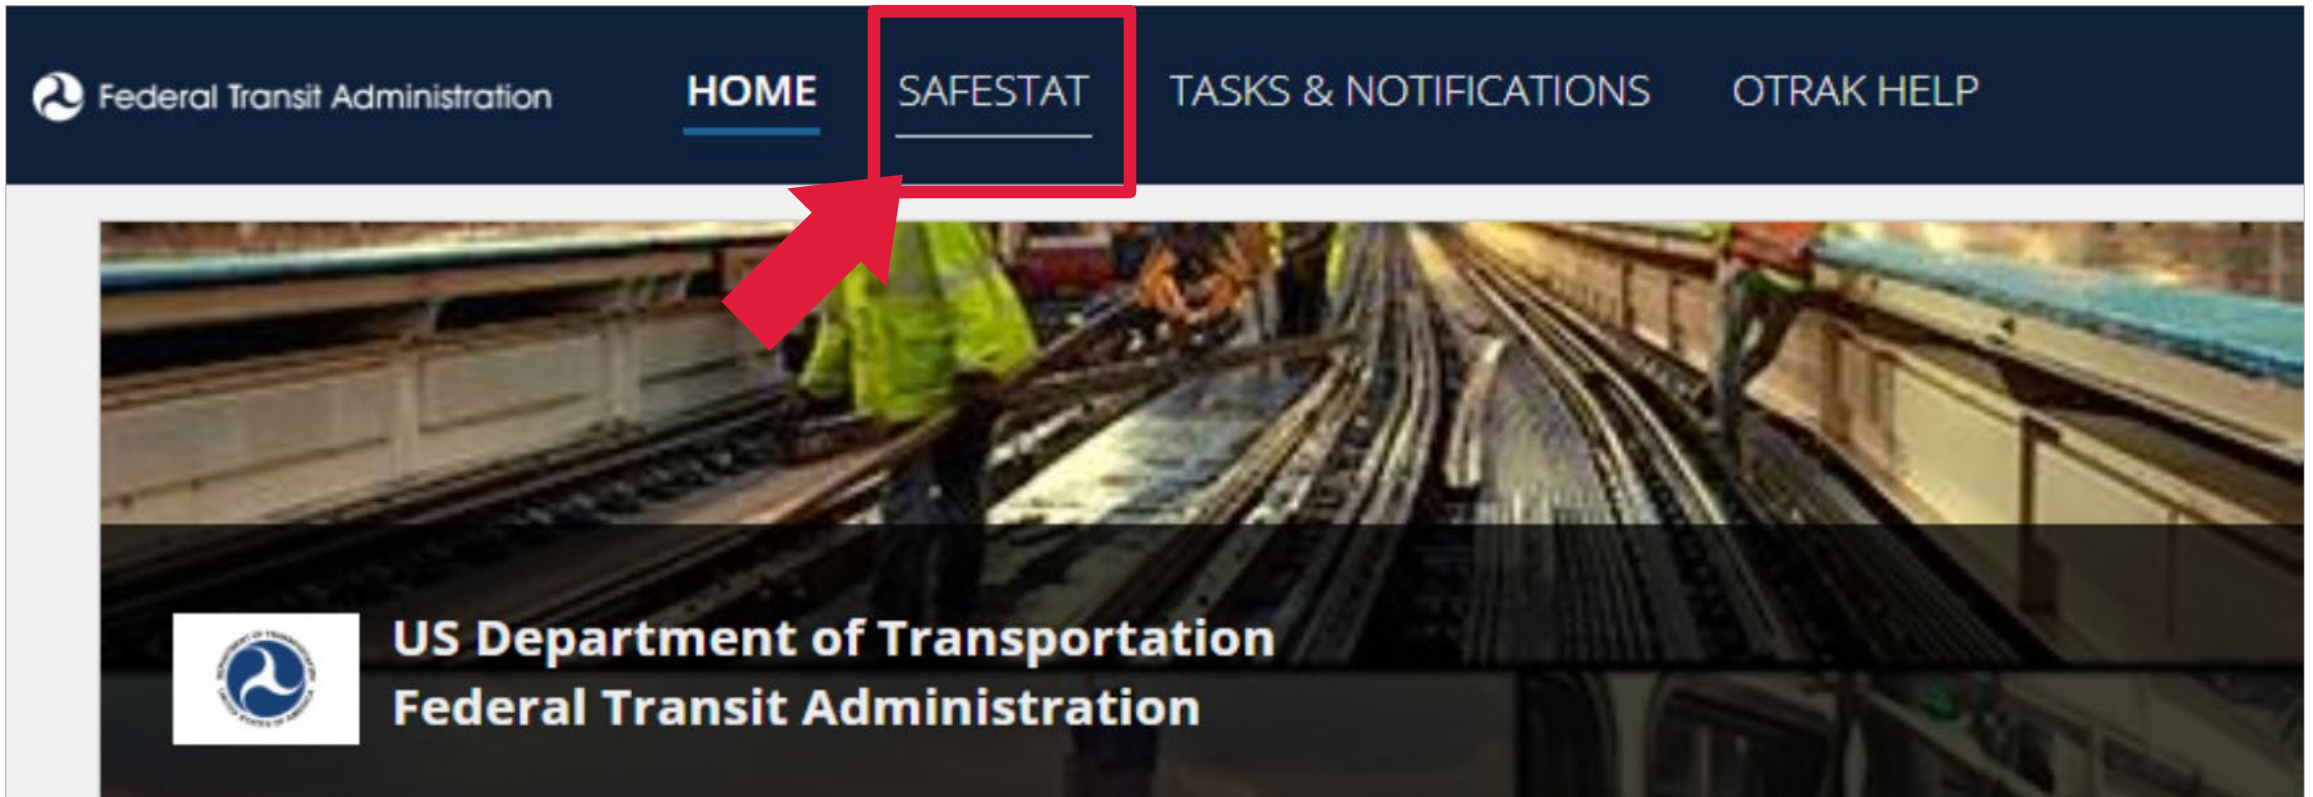 Federal Transit Administration HOME SAFESTAT TASKS & NOTIFICATIONS OTRAK HELP
US Department of Transportation
Federal Transit Administration